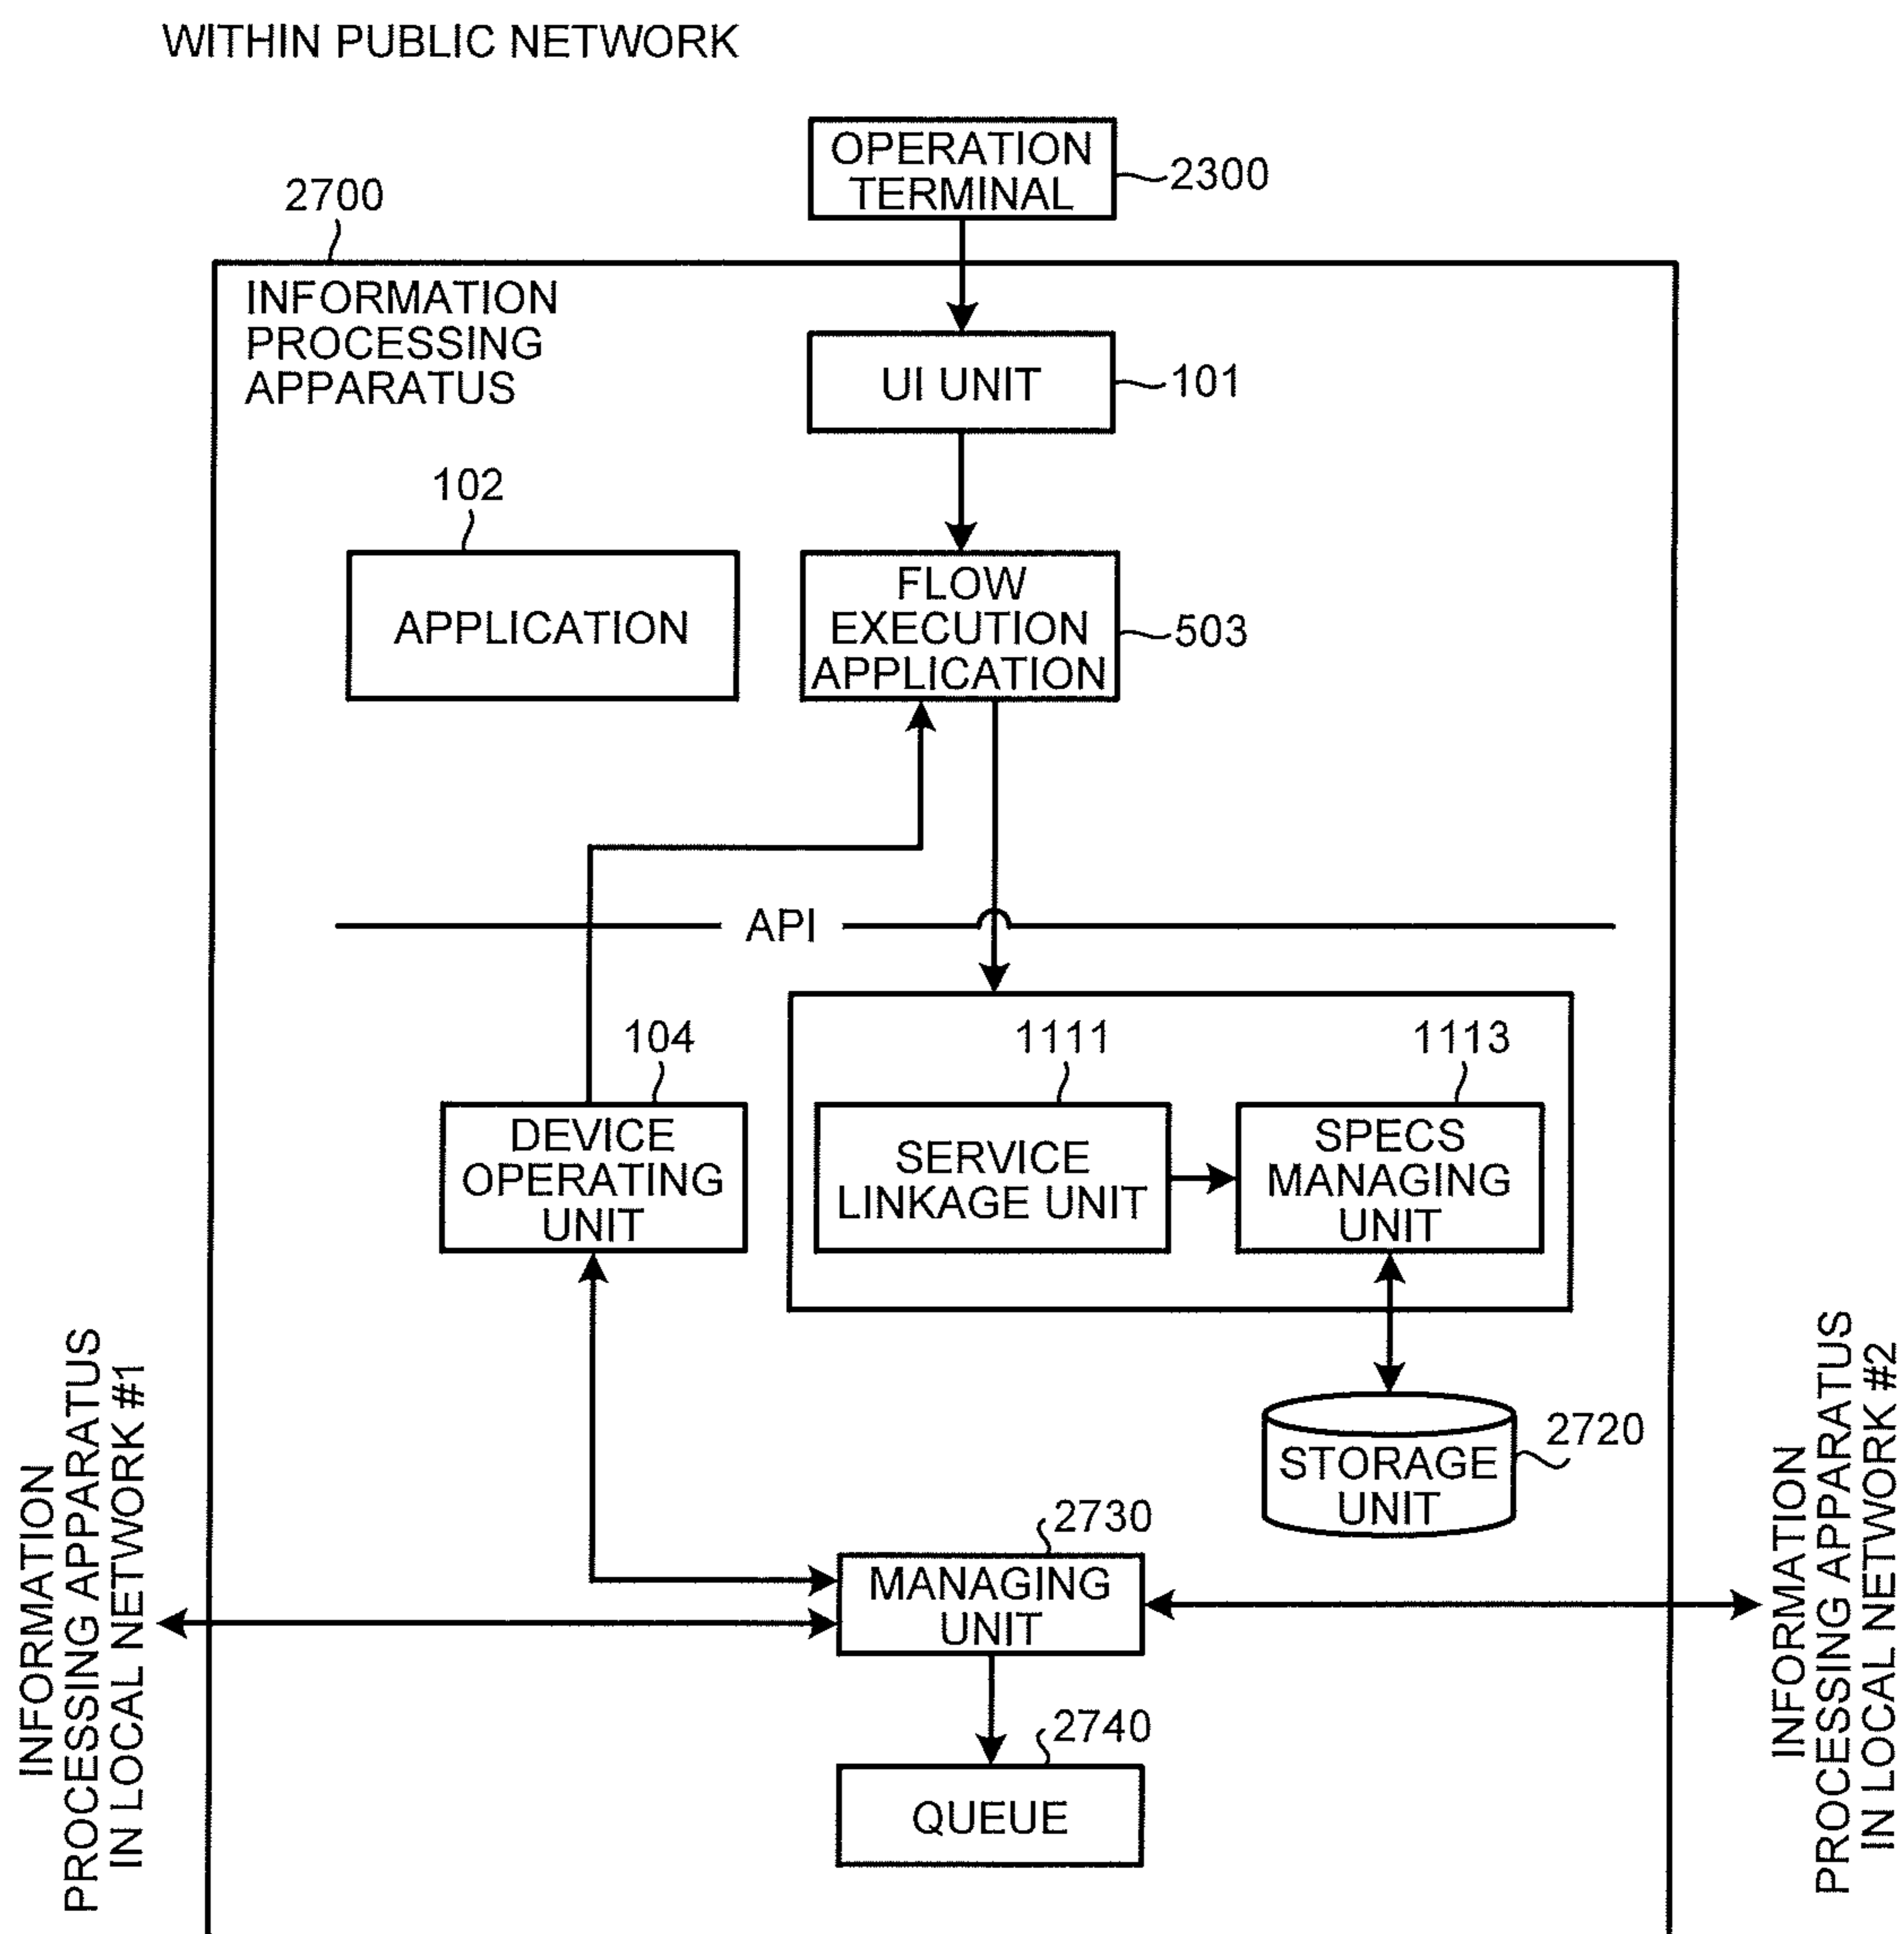 WITHIN PUBLIC NETWORK
OPERATION
TERMINAL
2300
2700
INFORMATION
PROCESSING
APPARATUS
UI UNIT
101
102
APPLICATION
FLOW
EXECUTION
APPLICATION
503
API
104
DEVICE
OPERATING
UNIT
1111
SERVICE
LINKAGE UNIT
1113
SPECS
MANAGING
UNIT
STORAGE
UNIT
2720
2730
MANAGING
UNIT
2740
QUEUE
INFORMATION
PROCESSING APPARATUS
IN LOCAL NETWORK #1
INFORMATION
PROCESSING APPARATUS
IN LOCAL NETWORK #2